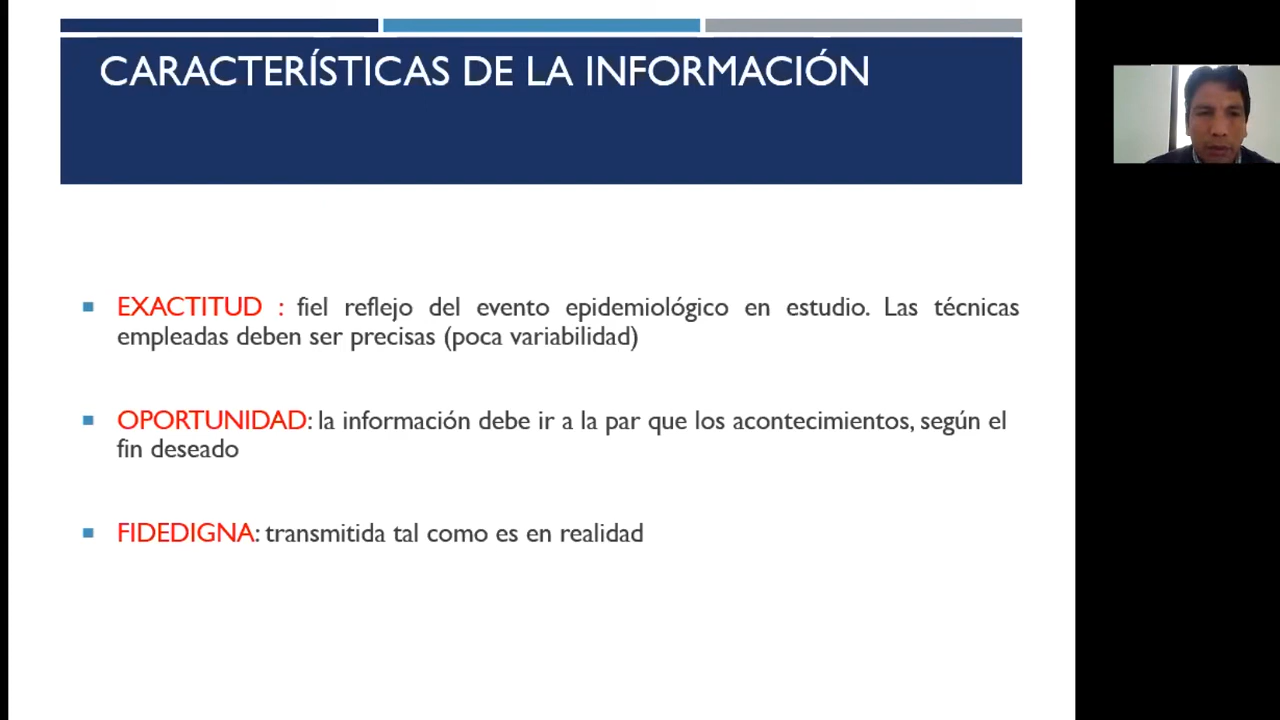 CARACTERÍSTICAS DE LA INFORMACIÓN
EXACTITUD : fiel reflejo del evento epidemiológico en estudio. Las técnicas
empleadas deben ser precisas (poca variabilidad)
OPORTUNIDAD: la información debe ir a la par que los acontecimientos, según el
fin deseado
FIDEDIGNA: transmitida tal como es en realidad